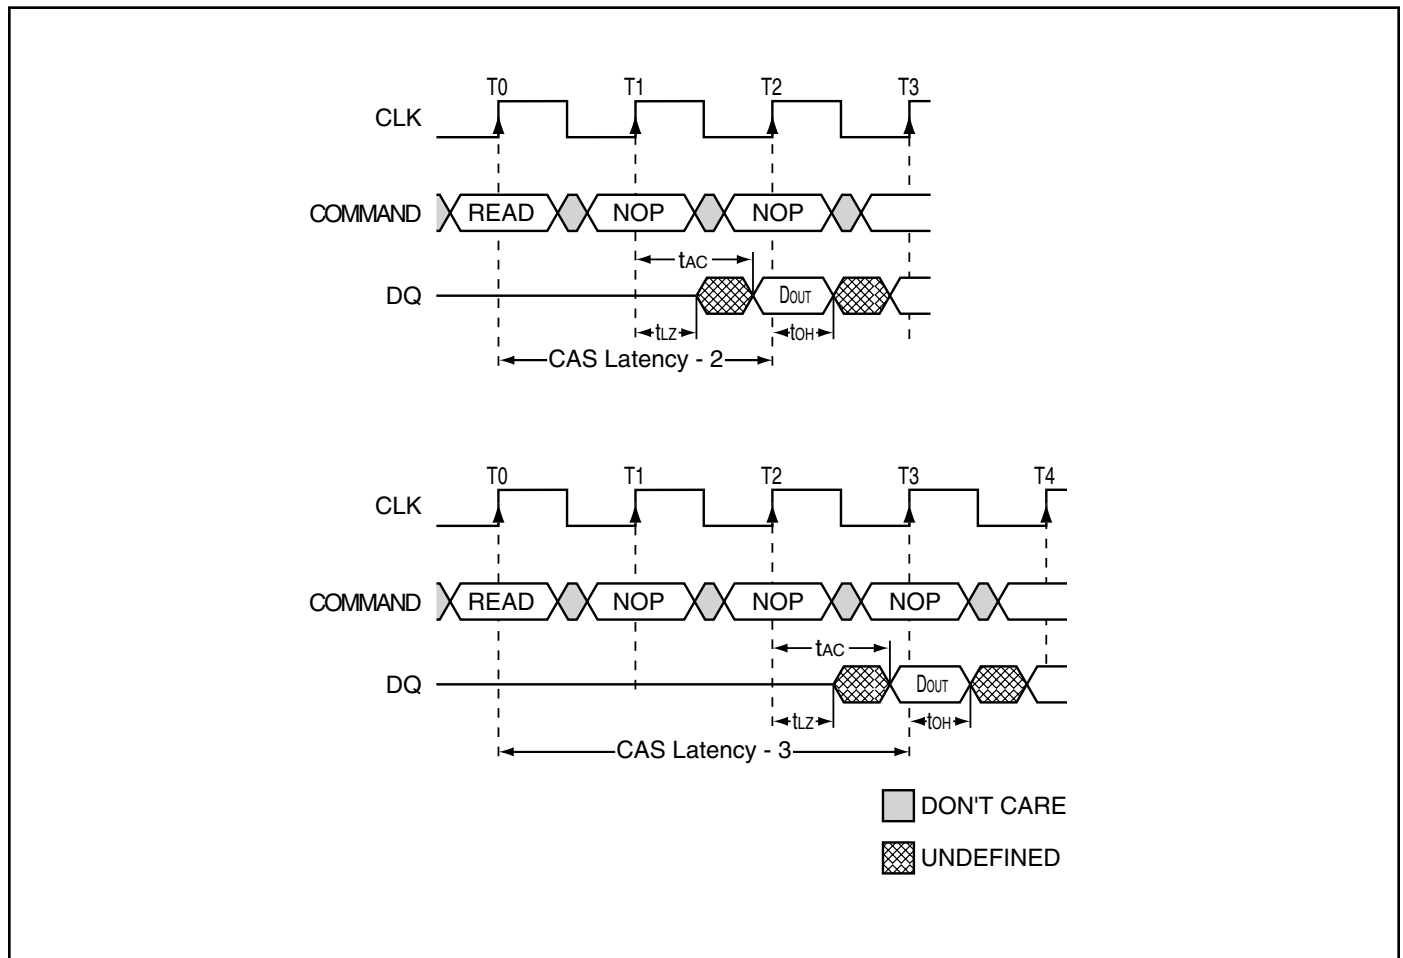 T0 T1 T2 T3
CLK
COMMAND READ NOP NOP
tAC
DQ DOUT
tLZ tOH
CAS Latency - 2
T0 T1 T2 T3 T4
CLK
COMMAND READ NOP NOP NOP
tAC
DQ DOUT
tLZ tOH
CAS Latency - 3
DON'T CARE
UNDEFINED